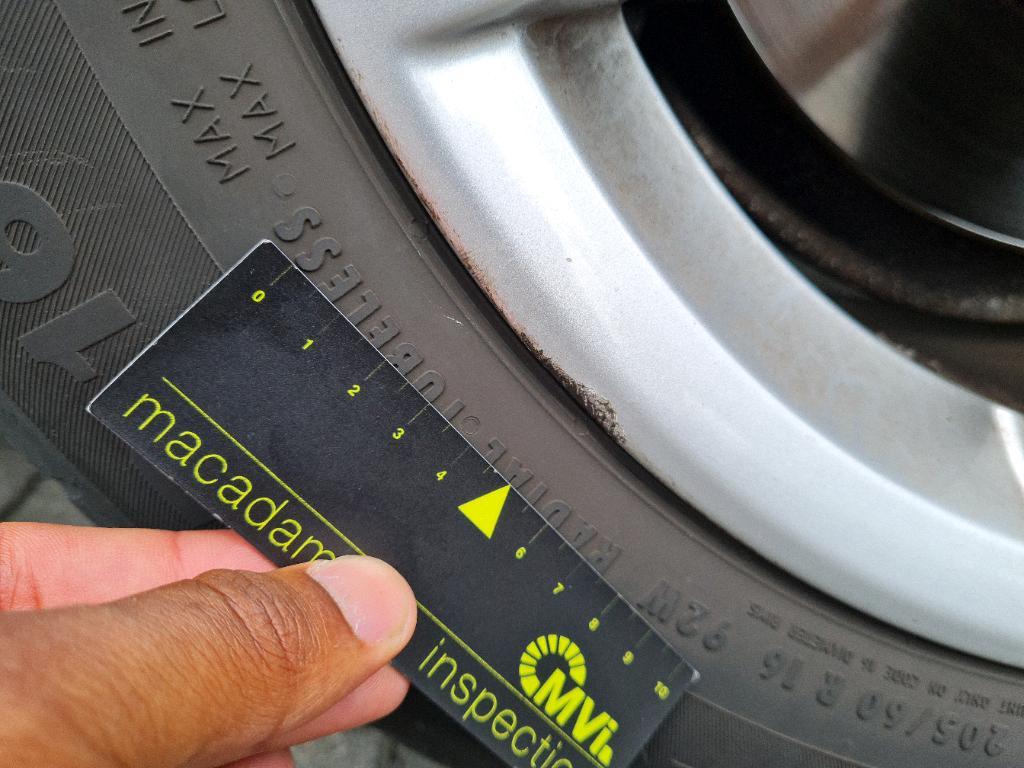 0 1 2 3 4 6 7 8 9 10
macadam
inspectio
MVi
MAX
MAX
TUBELESS
RADIAL
205/60 R 16 92W